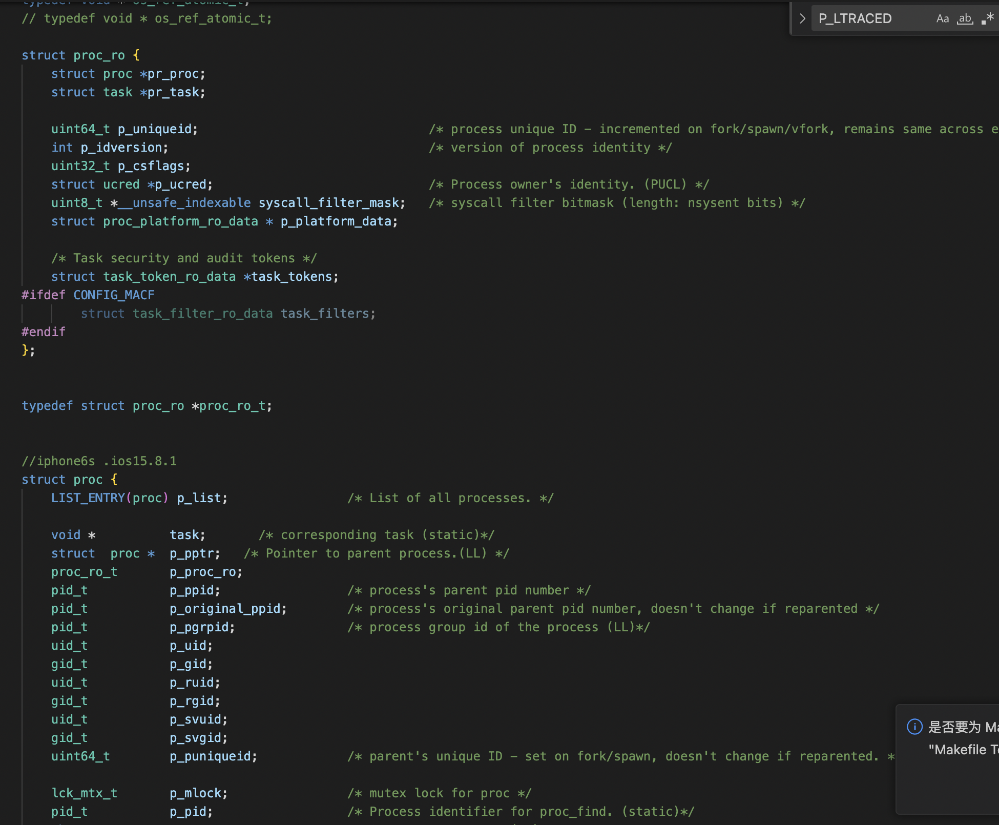 typedef void * os_ref_atomic_t;
// typedef void * os_ref_atomic_t;
P_LTRACED
Aa ab .*
struct proc_ro {
struct proc *pr_proc;
struct task *pr_task;
uint64_t p_uniqueid; /* process unique ID – incremented on fork/spawn/vfork, remains same across e
int p_idversion; /* version of process identity */
uint32_t p_csflags;
struct ucred *p_ucred; /* Process owner's identity. (PUCL) */
uint8_t *__unsafe_indexable syscall_filter_mask; /* syscall filter bitmask (length: nsysent bits) */
struct proc_platform_ro_data * p_platform_data;
/* Task security and audit tokens */
struct task_token_ro_data *task_tokens;
#ifdef CONFIG_MACF
struct task_filter_ro_data task_filters;
#endif
};
typedef struct proc_ro *proc_ro_t;
//iphone6s .ios15.8.1
struct proc {
LIST_ENTRY(proc) p_list; /* List of all processes. */
void * task; /* corresponding task (static)*/
struct proc * p_pptr; /* Pointer to parent process.(LL) */
proc_ro_t p_proc_ro;
pid_t p_ppid; /* process's parent pid number */
pid_t p_original_ppid; /* process's original parent pid number, doesn't change if reparented */
pid_t p_pgrpid; /* process group id of the process (LL)*/
uid_t p_uid;
gid_t p_gid;
uid_t p_ruid;
gid_t p_rgid;
uid_t p_svuid;
gid_t p_svgid;
uint64_t p_puniqueid; /* parent's unique ID – set on fork/spawn, doesn't change if reparented. *
lck_mtx_t p_mlock; /* mutex lock for proc */
pid_t p_pid; /* Process identifier for proc_find. (static)*/
是否要为 Ma
"Makefile To